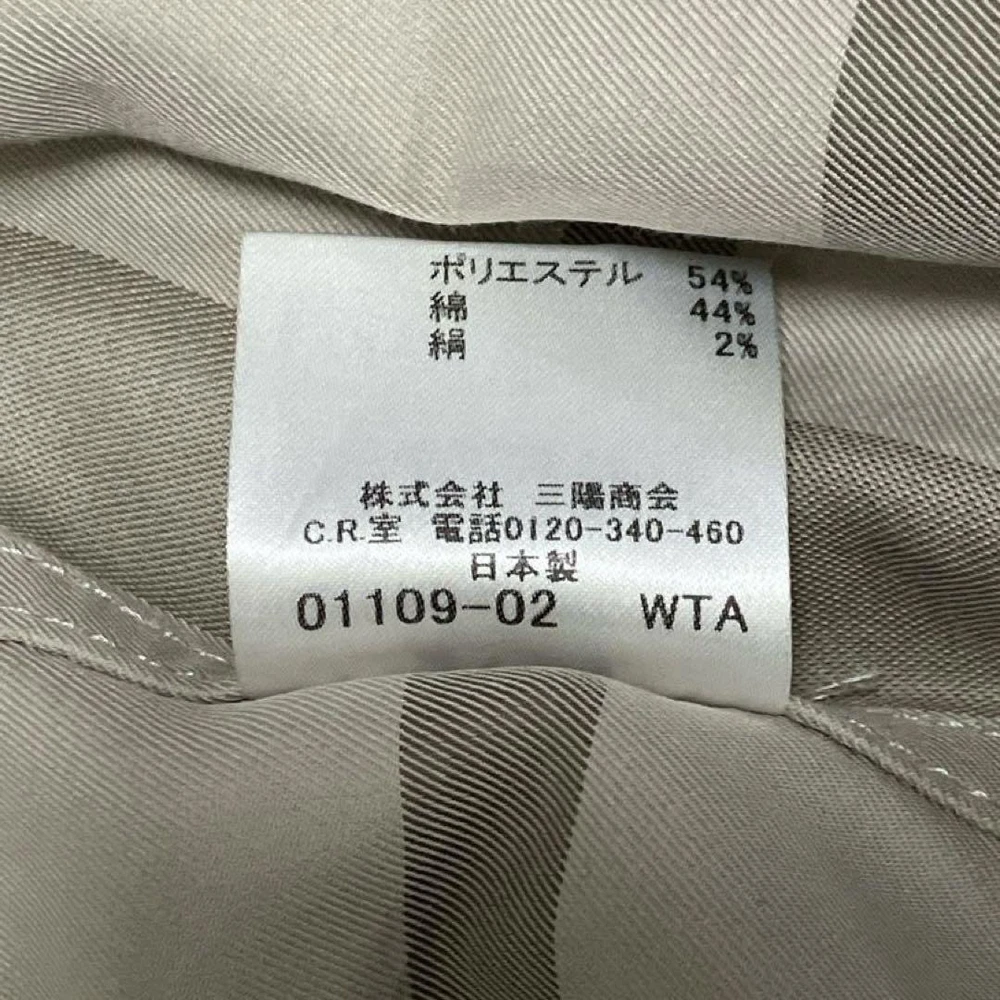 ポリエステル 54%
綿 44%
絹 2%
株式会社 三陽商会
C.R.室 電話0120-340-460
日本製
01109-02 WTA